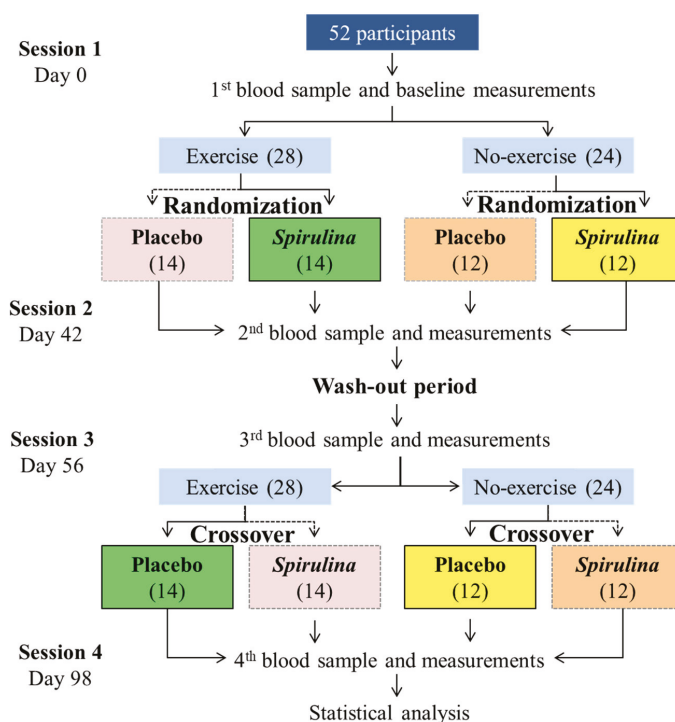 52 participants
Session 1
Day 0
1st blood sample and baseline measurements
Exercise (28)
No-exercise (24)
Randomization
Randomization
Placebo
(14)
Spirulina
(14)
Placebo
(12)
Spirulina
(12)
Session 2
Day 42
2nd blood sample and measurements
Wash-out period
Session 3
Day 56
3rd blood sample and measurements
Exercise (28)
No-exercise (24)
Crossover
Crossover
Placebo
(14)
Spirulina
(14)
Placebo
(12)
Spirulina
(12)
Session 4
Day 98
4th blood sample and measurements
Statistical analysis